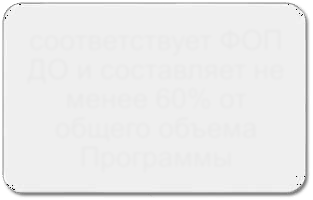 соответствует ФОП
ДО и составляет не
менее 60% от
общего объема
Программы